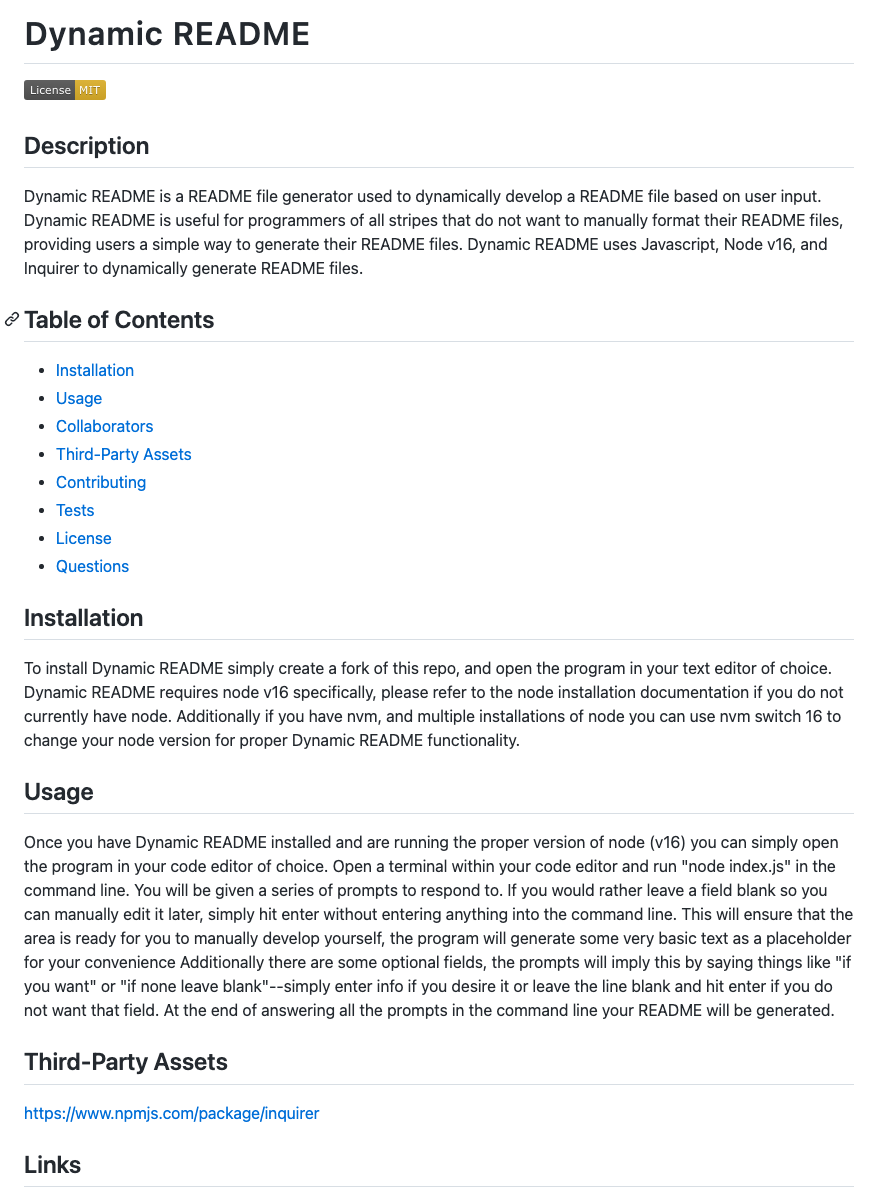 Dynamic README
License MIT
Description
Dynamic README is a README file generator used to dynamically develop a README file based on user input.
Dynamic README is useful for programmers of all stripes that do not want to manually format their README files,
providing users a simple way to generate their README files. Dynamic README uses Javascript, Node v16, and
Inquirer to dynamically generate README files.
Table of Contents
Installation
Usage
Collaborators
Third-Party Assets
Contributing
Tests
License
Questions
Installation
To install Dynamic README simply create a fork of this repo, and open the program in your text editor of choice.
Dynamic README requires node v16 specifically, please refer to the node installation documentation if you do not
currently have node. Additionally if you have nvm, and multiple installations of node you can use nvm switch 16 to
change your node version for proper Dynamic README functionality.
Usage
Once you have Dynamic README installed and are running the proper version of node (v16) you can simply open
the program in your code editor of choice. Open a terminal within your code editor and run "node index.js" in the
command line. You will be given a series of prompts to respond to. If you would rather leave a field blank so you
can manually edit it later, simply hit enter without entering anything into the command line. This will ensure that the
area is ready for you to manually develop yourself, the program will generate some very basic text as a placeholder
for your convenience Additionally there are some optional fields, the prompts will imply this by saying things like "if
you want" or "if none leave blank"--simply enter info if you desire it or leave the line blank and hit enter if you do
not want that field. At the end of answering all the prompts in the command line your README will be generated.
Third-Party Assets
https://www.npmjs.com/package/inquirer
Links